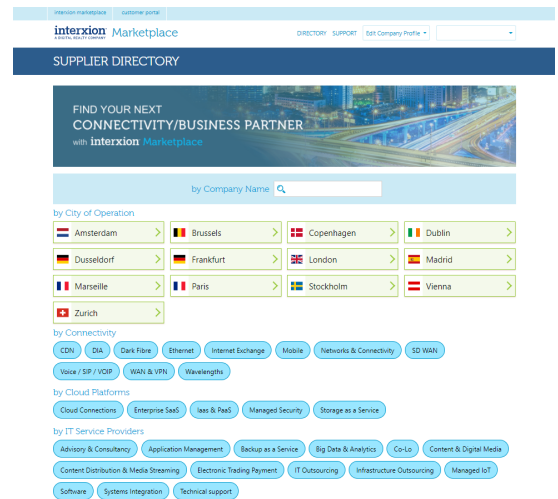 interxion marketplace customer portal
interxion Marketplace
A DIGITAL REALTY COMPANY
DIRECTORY SUPPORT Edit Company Profile
SUPPLIER DIRECTORY
FIND YOUR NEXT
CONNECTIVITY/BUSINESS PARTNER
with interxion Marketplace
by Company Name
by City of Operation
Amsterdam Brussels Copenhagen Dublin
Dusseldorf Frankfurt London Madrid
Marseille Paris Stockholm Vienna
Zurich
by Connectivity
CDN DIA Dark Fibre Ethernet Internet Exchange Mobile Networks & Connectivity SD WAN
Voice / SIP / VOIP WAN & VPN Wavelengths
by Cloud Platforms
Cloud Connections Enterprise SaaS Iaas & PaaS Managed Security Storage as a Service
by IT Service Providers
Advisory & Consultancy Application Management Backup as a Service Big Data & Analytics Co-Lo Content & Digital Media
Content Distribution & Media Streaming Electronic Trading Payment IT Outsourcing Infrastructure Outsourcing Managed IoT
Software Systems Integration Technical support